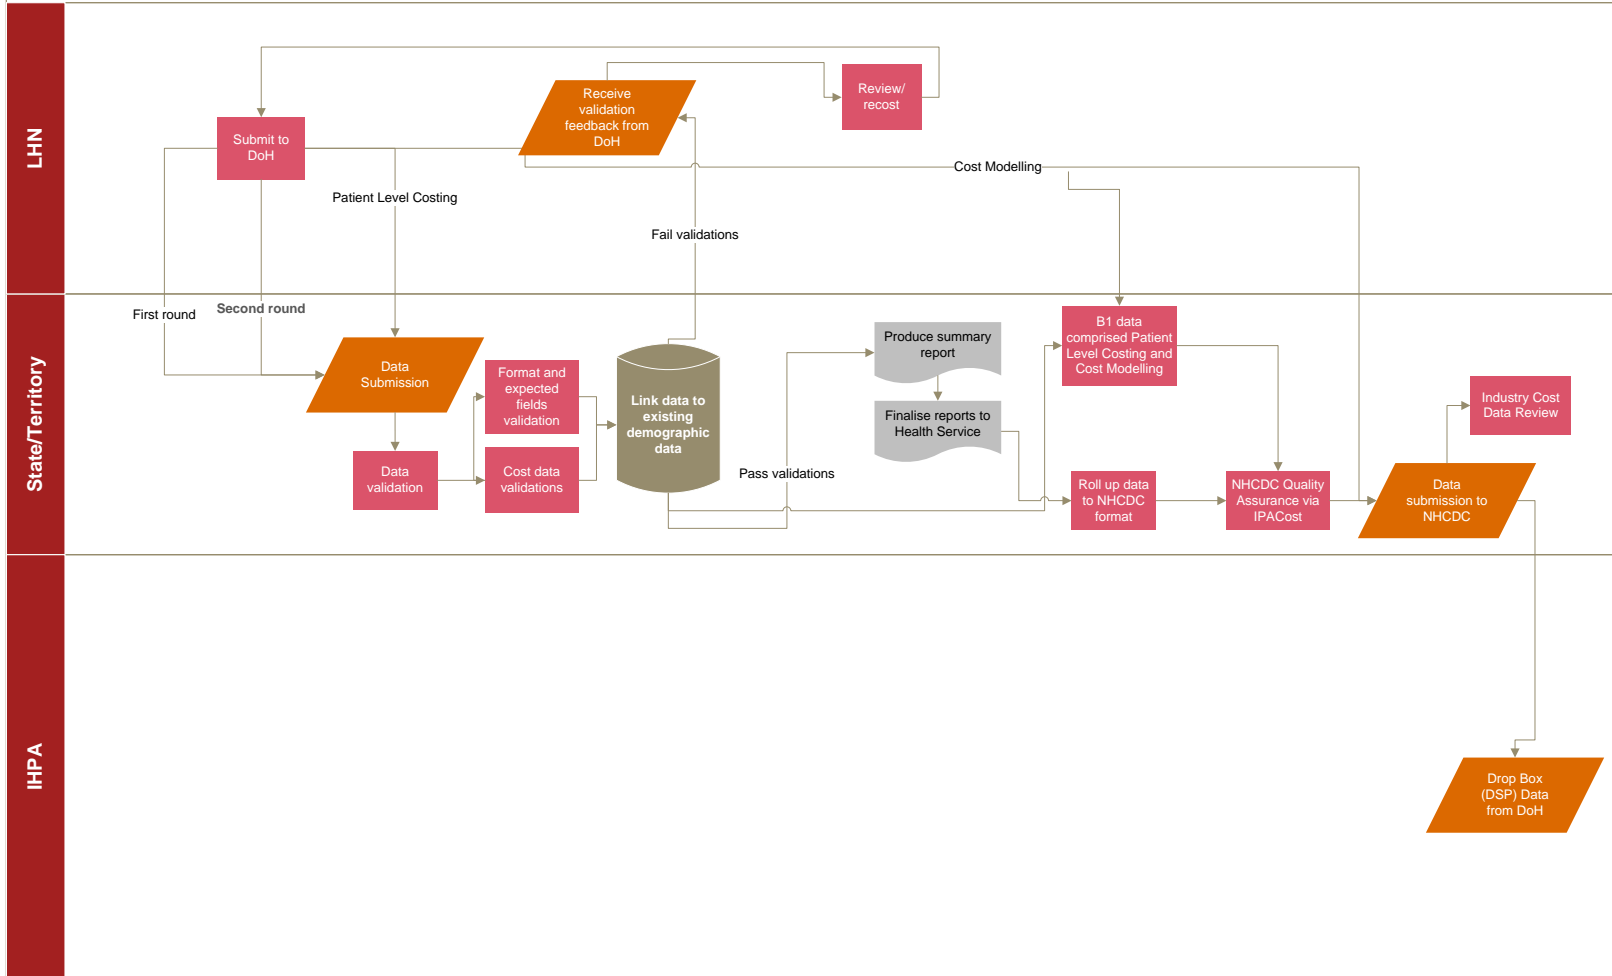 LHN
Receive
validation
feedback from
DoH
Review/
recost
Submit to
DoH
Cost Modelling
Patient Level Costing
Fail validations
State/Territory
First round
Second round
Data
Submission
Data
validation
Format and
expected
fields
validation
Cost data
validations
Link data to
existing
demographic
data
Pass validations
Produce summary
report
Finalise reports to
Health Service
B1 data
comprised Patient
Level Costing and
Cost Modelling
Roll up data
to NHCDC
format
NHCDC Quality
Assurance via
IPACost
Industry Cost
Data Review
Data
submission to
NHCDC
IHPA
Drop Box
(DSP) Data
from DoH